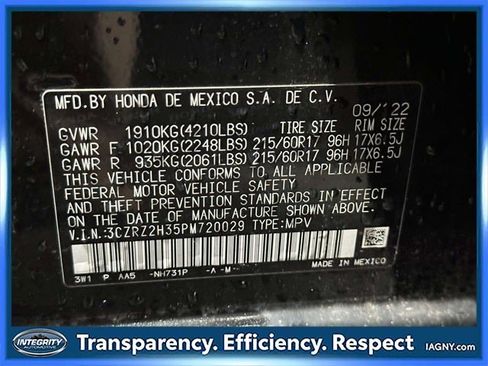 MFD.BY HONDA DE MEXICO S.A. DE C.V.
09/'22
GVWR 1910KG(4210LBS) TIRE SIZE RIM SIZE
GAWR F 1020KG(2248LBS) 215/60R17 96H 17X6.5J
GAWR R 935KG(2061LBS) 215/60R17 96H 17X6.5J
THIS VEHICLE CONFORMS TO ALL APPLICABLE
FEDERAL MOTOR VEHICLE SAFETY
AND THEFT PREVENTION STANDARDS IN EFFECT
ON THE DATE OF MANUFACTURE SHOWN ABOVE.
V.I.N:3CZRZ2H35PM720029 TYPE:MPV
3W1 P AA5 -NH731P -A -M-
MADE IN MEXICO
INTEGRITY
AUTOMOTIVE
Transparency. Efficiency. Respect
IAGNY.COM